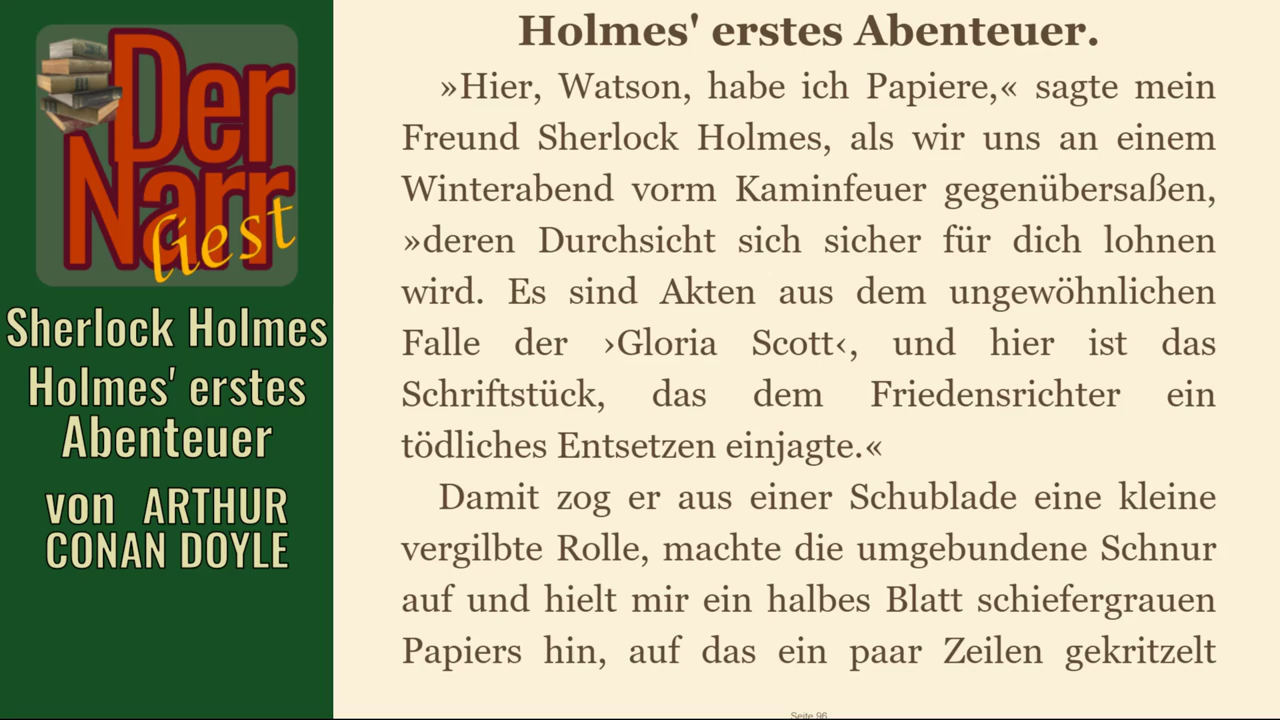 Der
Narr
liest
Sherlock Holmes
Holmes' erstes
Abenteuer
von ARTHUR
CONAN DOYLE
Holmes' erstes Abenteuer.
»Hier, Watson, habe ich Papiere,« sagte mein
Freund Sherlock Holmes, als wir uns an einem
Winterabend vorm Kaminfeuer gegenübersaßen,
»deren Durchsicht sich sicher für dich lohnen
wird. Es sind Akten aus dem ungewöhnlichen
Falle der ›Gloria Scott‹, und hier ist das
Schriftstück, das dem Friedensrichter ein
tödliches Entsetzen einjagte.«
Damit zog er aus einer Schublade eine kleine
vergilbte Rolle, machte die umgebundene Schnur
auf und hielt mir ein halbes Blatt schiefergrauen
Papiers hin, auf das ein paar Zeilen gekritzelt
Seite 96